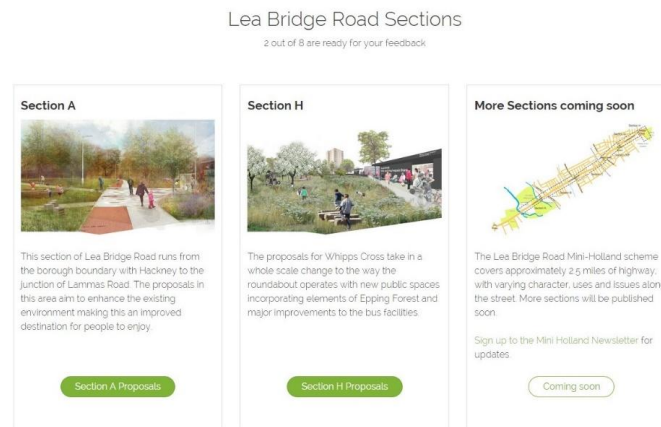 Lea Bridge Road Sections
2 out of 8 are ready for your feedback
Section A
This section of Lea Bridge Road runs from
the borough boundary with Hackney to the
junction of Lammas Road. The proposals in
this area aim to enhance the existing
environment making this an improved
destination for people to enjoy.
Section A Proposals
Section H
The proposals for Whipps Cross take in a
whole scale change to the way the
roundabout operates with new public spaces
incorporating elements of Epping Forest and
major improvements to the bus facilities.
Section H Proposals
More Sections coming soon
The Lea Bridge Road Mini-Holland scheme
covers approximately 2.5 miles of highway,
with varying character, uses and issues alon
the street. More sections will be published
soon.
Sign up to the Mini Holland Newsletter for
updates
Coming soon